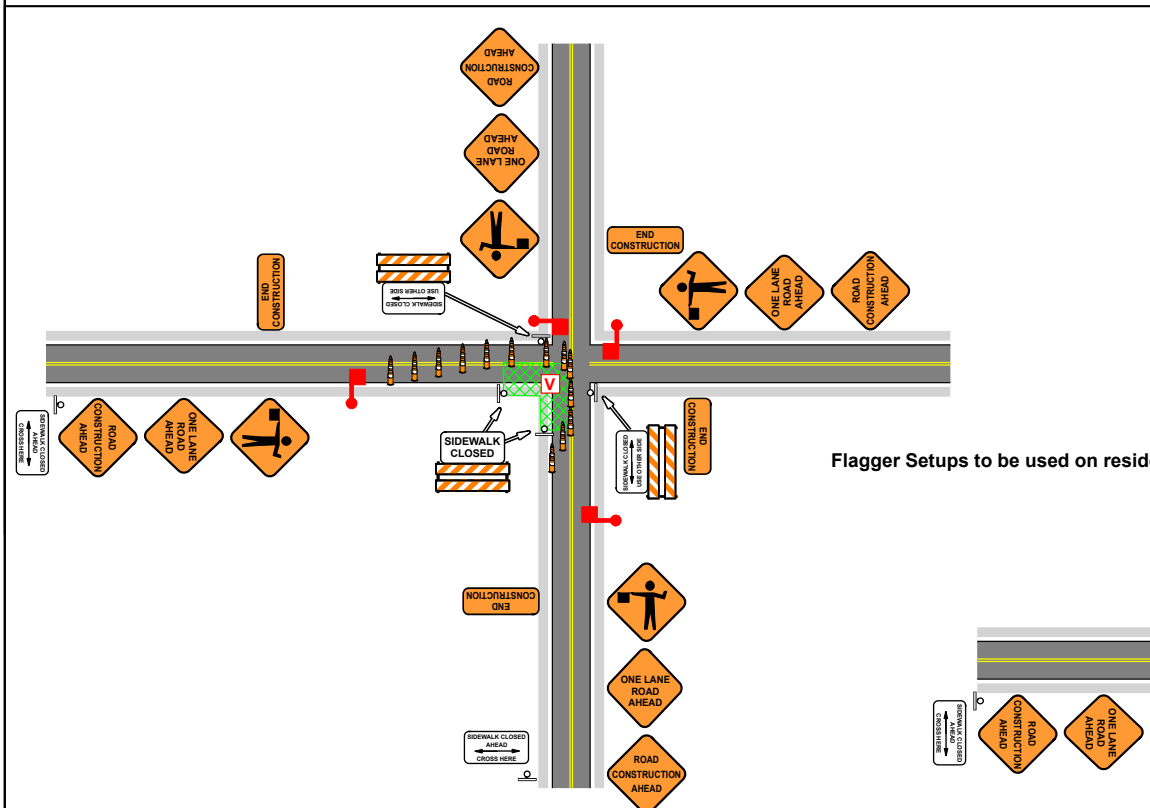 ROAD
CONSTRUCTION
AHEAD
ONE LANE
ROAD
AHEAD
END
CONSTRUCTION
END
CONSTRUCTION
ONE LANE
ROAD
AHEAD
ROAD
CONSTRUCTION
AHEAD
SIDEWALK CLOSED
USE OTHER SIDE
V
SIDEWALK CLOSED
AHEAD
CROSS HERE
ROAD
CONSTRUCTION
AHEAD
ONE LANE
ROAD
AHEAD
SIDEWALK
CLOSED
SIDEWALK CLOSED
USE OTHER SIDE
END
CONSTRUCTION
Flagger Setups to be used on reside
END
CONSTRUCTION
ONE LANE
ROAD
AHEAD
SIDEWALK CLOSED
AHEAD
CROSS HERE
ROAD
CONSTRUCTION
AHEAD
SIDEWALK CLOSED
AHEAD
CROSS HERE
ROAD
CONSTRUCTION
AHEAD
ONE LANE
ROAD
AHEAD